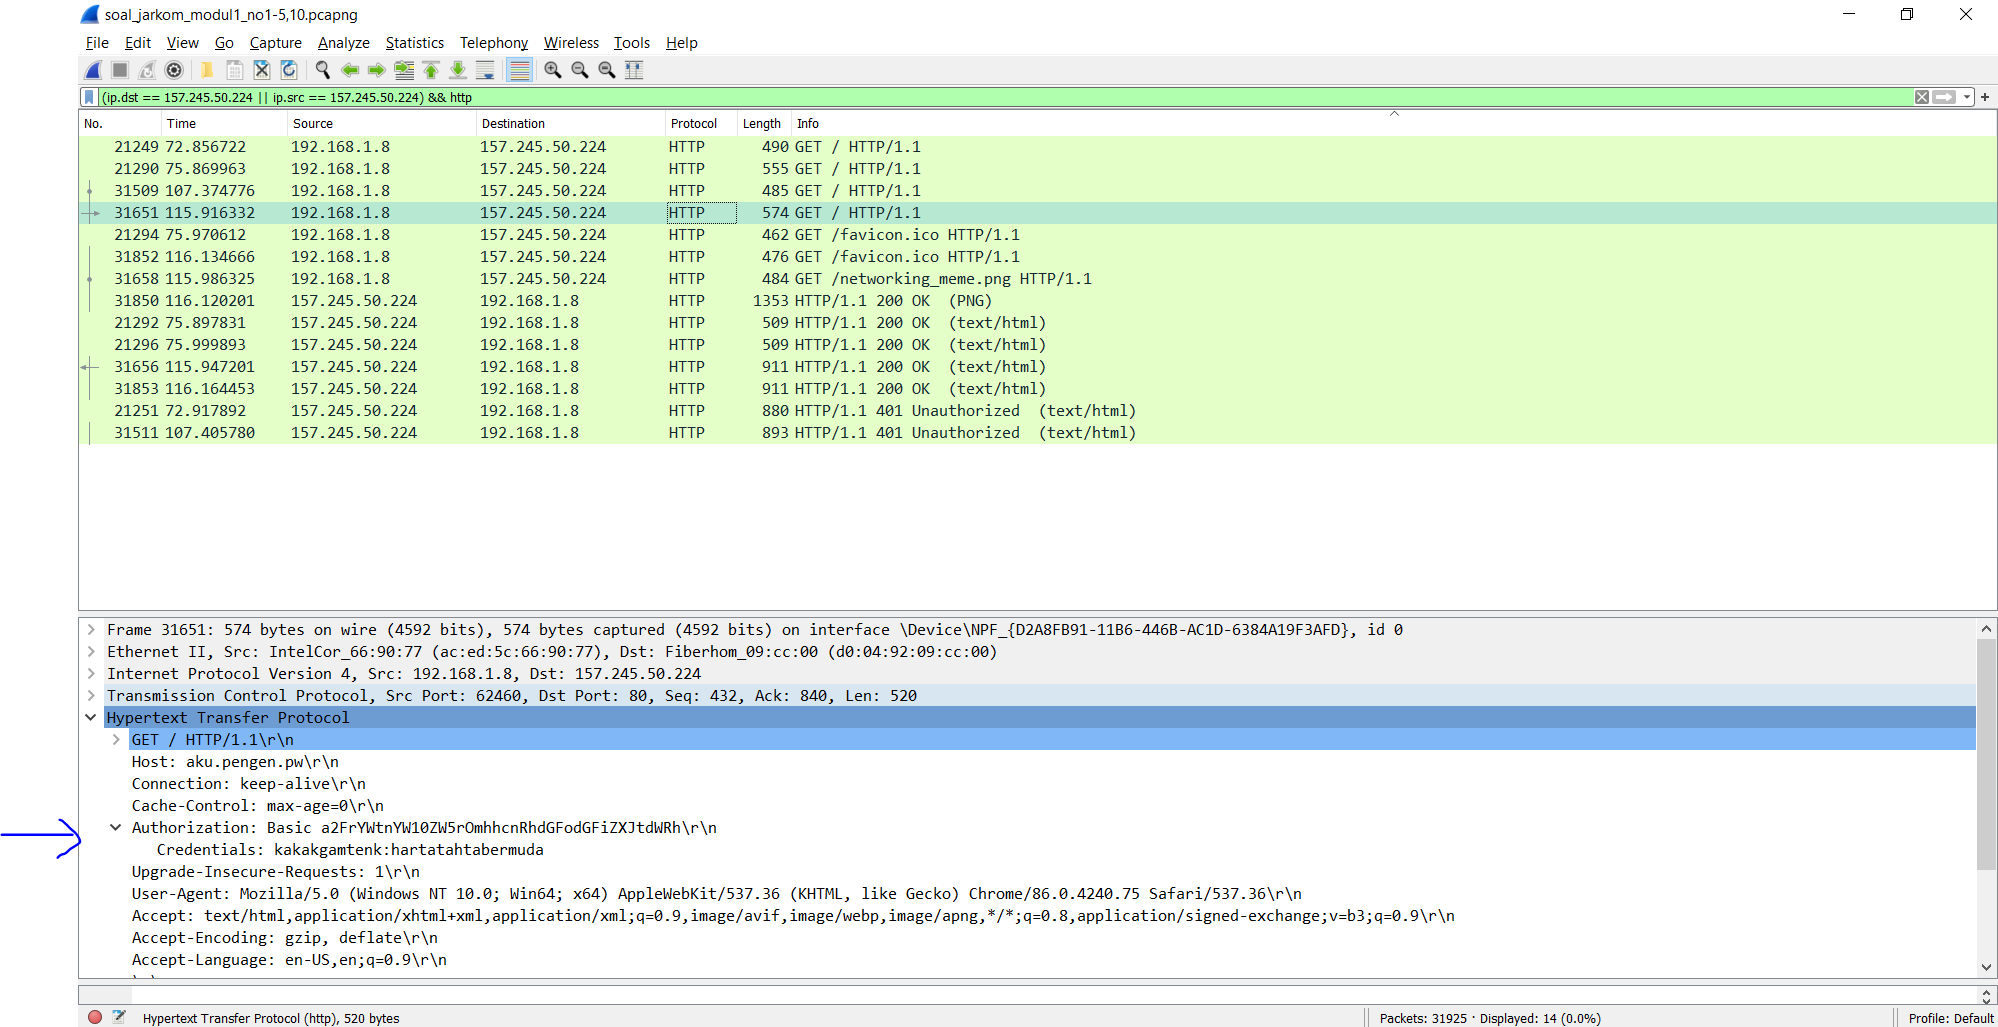 soal_jarkom_modul1_no1-5,10.pcapng
File Edit View Go Capture Analyze Statistics Telephony Wireless Tools Help
(ip.dst == 157.245.50.224 || ip.src == 157.245.50.224) && http
No. Time Source Destination Protocol Length Info
21249 72.856722 192.168.1.8 157.245.50.224 HTTP 490 GET / HTTP/1.1
21290 75.869963 192.168.1.8 157.245.50.224 HTTP 555 GET / HTTP/1.1
31509 107.374776 192.168.1.8 157.245.50.224 HTTP 485 GET / HTTP/1.1
31651 115.916332 192.168.1.8 157.245.50.224 HTTP 574 GET / HTTP/1.1
21294 75.970612 192.168.1.8 157.245.50.224 HTTP 462 GET /favicon.ico HTTP/1.1
31852 116.134666 192.168.1.8 157.245.50.224 HTTP 476 GET /favicon.ico HTTP/1.1
31658 115.986325 192.168.1.8 157.245.50.224 HTTP 484 GET /networking_meme.png HTTP/1.1
31850 116.120201 157.245.50.224 192.168.1.8 HTTP 1353 HTTP/1.1 200 OK (PNG)
21292 75.897831 157.245.50.224 192.168.1.8 HTTP 509 HTTP/1.1 200 OK (text/html)
21296 75.999893 157.245.50.224 192.168.1.8 HTTP 509 HTTP/1.1 200 OK (text/html)
31656 115.947201 157.245.50.224 192.168.1.8 HTTP 911 HTTP/1.1 200 OK (text/html)
31853 116.164453 157.245.50.224 192.168.1.8 HTTP 911 HTTP/1.1 200 OK (text/html)
21251 72.917892 157.245.50.224 192.168.1.8 HTTP 880 HTTP/1.1 401 Unauthorized (text/html)
31511 107.405780 157.245.50.224 192.168.1.8 HTTP 893 HTTP/1.1 401 Unauthorized (text/html)
Frame 31651: 574 bytes on wire (4592 bits), 574 bytes captured (4592 bits) on interface \Device\NPF_{D2A8FB91-11B6-446B-AC1D-6384A19F3AFD}, id 0
Ethernet II, Src: IntelCor_66:90:77 (ac:ed:5c:66:90:77), Dst: Fiberhom_09:cc:00 (d0:04:92:09:cc:00)
Internet Protocol Version 4, Src: 192.168.1.8, Dst: 157.245.50.224
Transmission Control Protocol, Src Port: 62460, Dst Port: 80, Seq: 432, Ack: 840, Len: 520
Hypertext Transfer Protocol
GET / HTTP/1.1\r\n
Host: aku.pengen.pw\r\n
Connection: keep-alive\r\n
Cache-Control: max-age=0\r\n
Authorization: Basic a2FrYWtnYW10ZW5rOmhhcnRhdGFodGFiZXJtdWRh\r\n
Credentials: kakakgamtenk:hartatahtabermuda
Upgrade-Insecure-Requests: 1\r\n
User-Agent: Mozilla/5.0 (Windows NT 10.0; Win64; x64) AppleWebKit/537.36 (KHTML, like Gecko) Chrome/86.0.4240.75 Safari/537.36\r\n
Accept: text/html,application/xhtml+xml,application/xml;q=0.9,image/avif,image/webp,image/apng,*/*;q=0.8,application/signed-exchange;v=b3;q=0.9\r\n
Accept-Encoding: gzip, deflate\r\n
Accept-Language: en-US,en;q=0.9\r\n
Hypertext Transfer Protocol (http), 520 bytes
Packets: 31925 · Displayed: 14 (0.0%)
Profile: Default